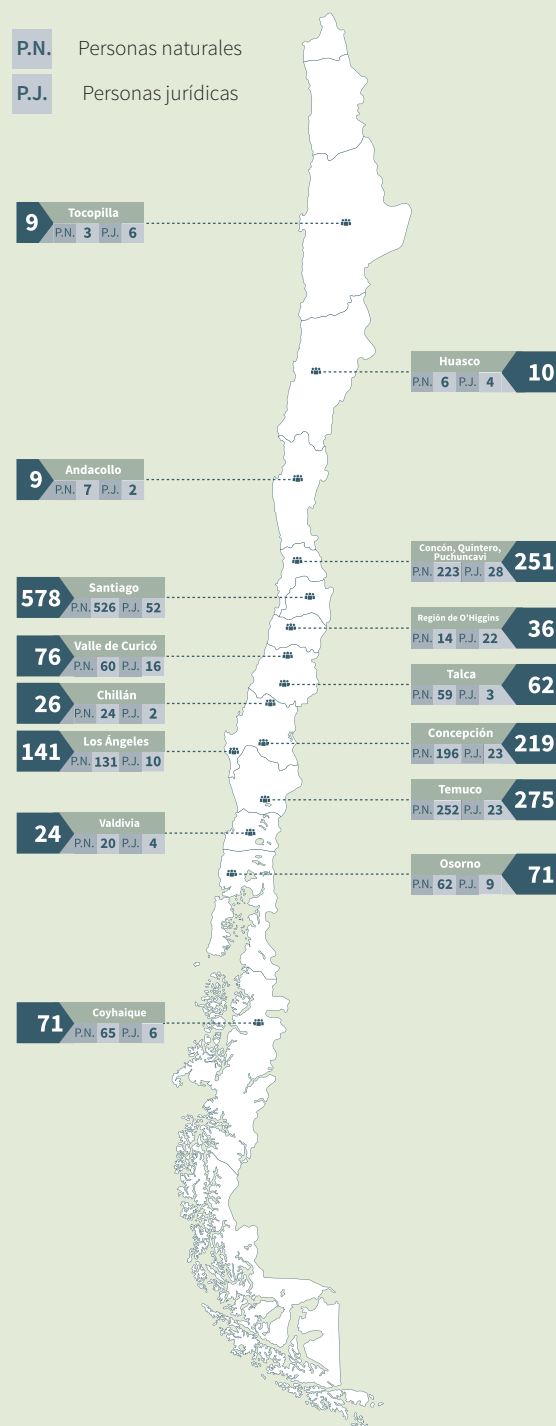 P.N. Personas naturales
P.J. Personas jurídicas
9 Tocopilla
P.N. 3 P.J. 6
Huasco 10
P.N. 6 P.J. 4
9 Andacollo
P.N. 7 P.J. 2
Concón, Quintero,
Puchuncaví 251
P.N. 223 P.J. 28
578 Santiago
P.N. 526 P.J. 52
Región de O'Higgins 36
P.N. 14 P.J. 22
76 Valle de Curicó
P.N. 60 P.J. 16
Talca 62
P.N. 59 P.J. 3
26 Chillán
P.N. 24 P.J. 2
Concepción 219
P.N. 196 P.J. 23
141 Los Ángeles
P.N. 131 P.J. 10
Temuco 275
P.N. 252 P.J. 23
24 Valdivia
P.N. 20 P.J. 4
Osorno 71
P.N. 62 P.J. 9
71 Coyhaique
P.N. 65 P.J. 6